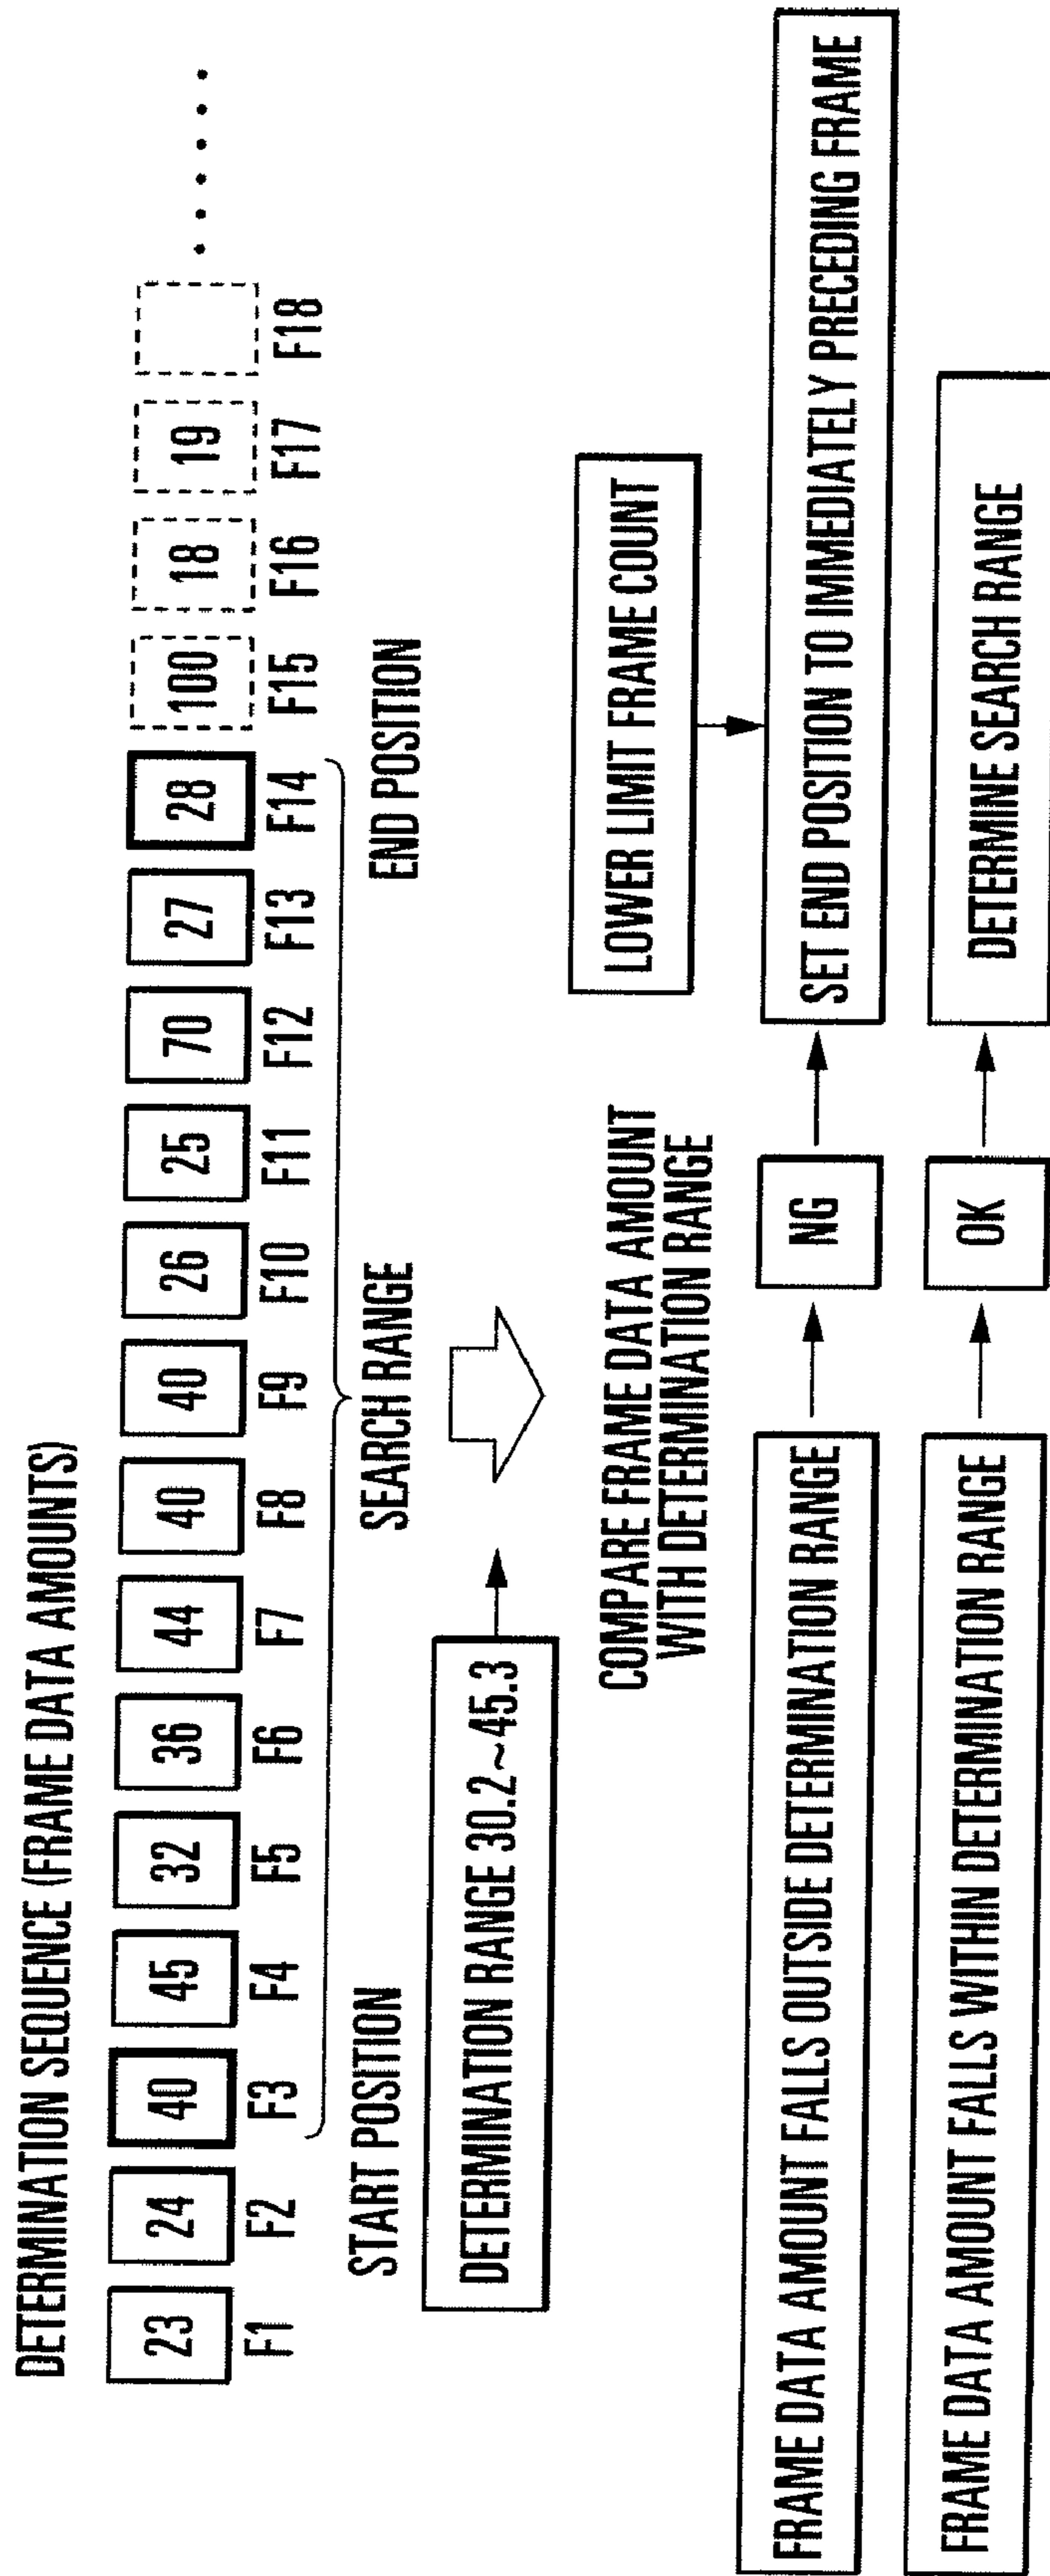 DETERMINATION SEQUENCE (FRAME DATA AMOUNTS)
23 24 40 45 32 36 44 40 40 26 25 70 27 28 100 18 19
F1 F2 F3 F4 F5 F6 F7 F8 F9 F10 F11 F12 F13 F14 F15 F16 F17 F18
START POSITION
SEARCH RANGE
END POSITION
DETERMINATION RANGE 30.2~45.3
COMPARE FRAME DATA AMOUNT
WITH DETERMINATION RANGE
LOWER LIMIT FRAME COUNT
FRAME DATA AMOUNT FALLS OUTSIDE DETERMINATION RANGE
NG
SET END POSITION TO IMMEDIATELY PRECEDING FRAME
FRAME DATA AMOUNT FALLS WITHIN DETERMINATION RANGE
OK
DETERMINE SEARCH RANGE